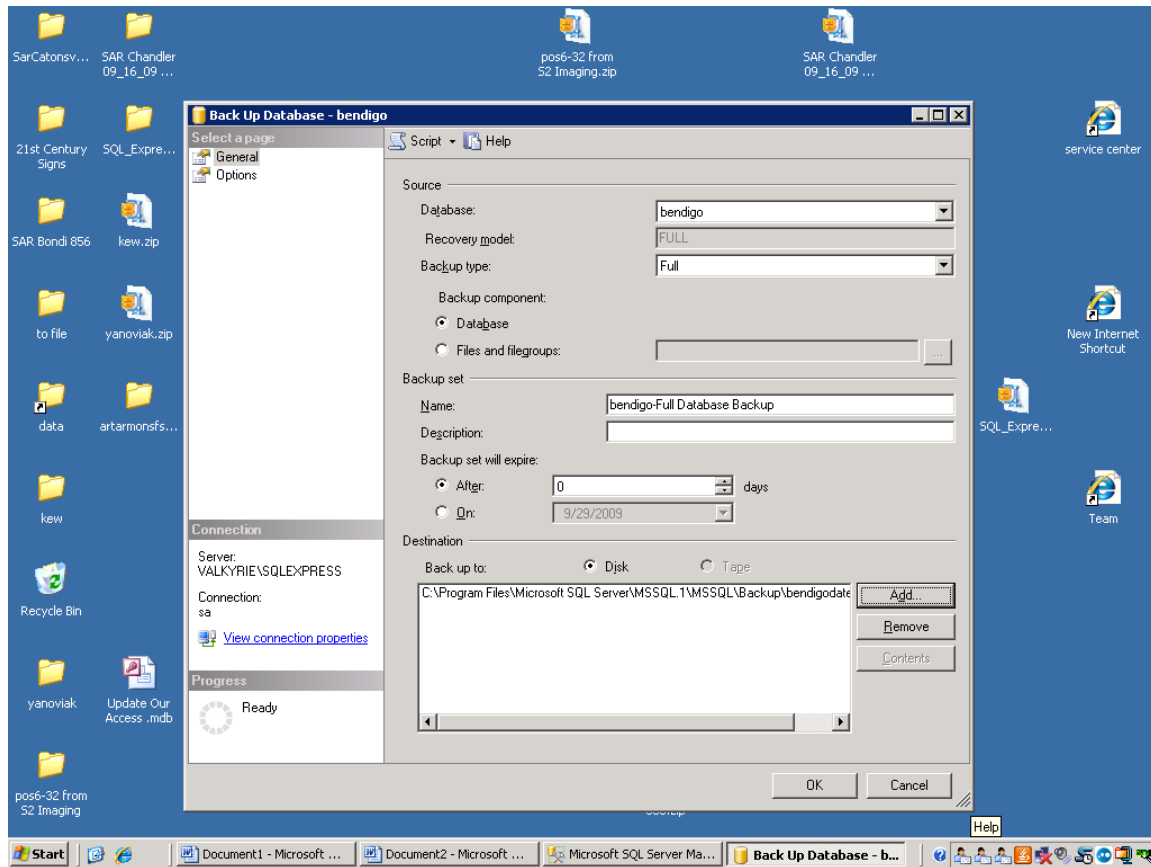 SarCatonsv...
SAR Chandler
09_16_09 ...
pos6-32 from
S2 Imaging.zip
SAR Chandler
09_16_09 ...
21st Century
Signs
SQL_Expre...
service center
SAR Bondi 856
kew.zip
to file
yanoviak.zip
New Internet
Shortcut
data
artarmonsfs...
SQL_Expre...
kew
Team
Recycle Bin
yanoviak
Update Our
Access .mdb
pos6-32 from
S2 Imaging
Back Up Database - bendigo
Select a page
General
Options
Script
Help
Source
Database:
bendigo
Recovery model:
FULL
Backup type:
Full
Backup component:
Database
Files and filegroups:
...
Backup set
Name:
bendigo-Full Database Backup
Description:
Backup set will expire:
After:
0
days
On:
9/29/2009
Connection
Server:
VALKYRIE\SQLEXPRESS
Connection:
sa
View connection properties
Progress
Ready
Destination
Back up to:
Disk
Tape
C:\Program Files\Microsoft SQL Server\MSSQL.1\MSSQL\Backup\bendigodate
Add...
Remove
Contents
OK
Cancel
Help
Start
Document1 - Microsoft ...
Document2 - Microsoft ...
Microsoft SQL Server Ma...
Back Up Database - b...